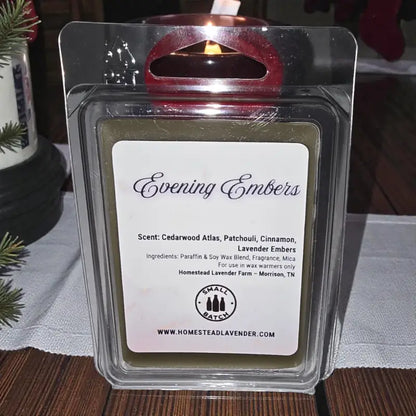 Evening Embers
Scent: Cedarwood Atlas, Patchouli, Cinnamon,
Lavender Embers
Ingredients: Paraffin & Soy Wax Blend, Fragrance, Mica
For use in wax warmers only
Homestead Lavender Farm – Morrison, TN
SMALL
BATCH
WWW.HOMESTEADLAVENDER.COM